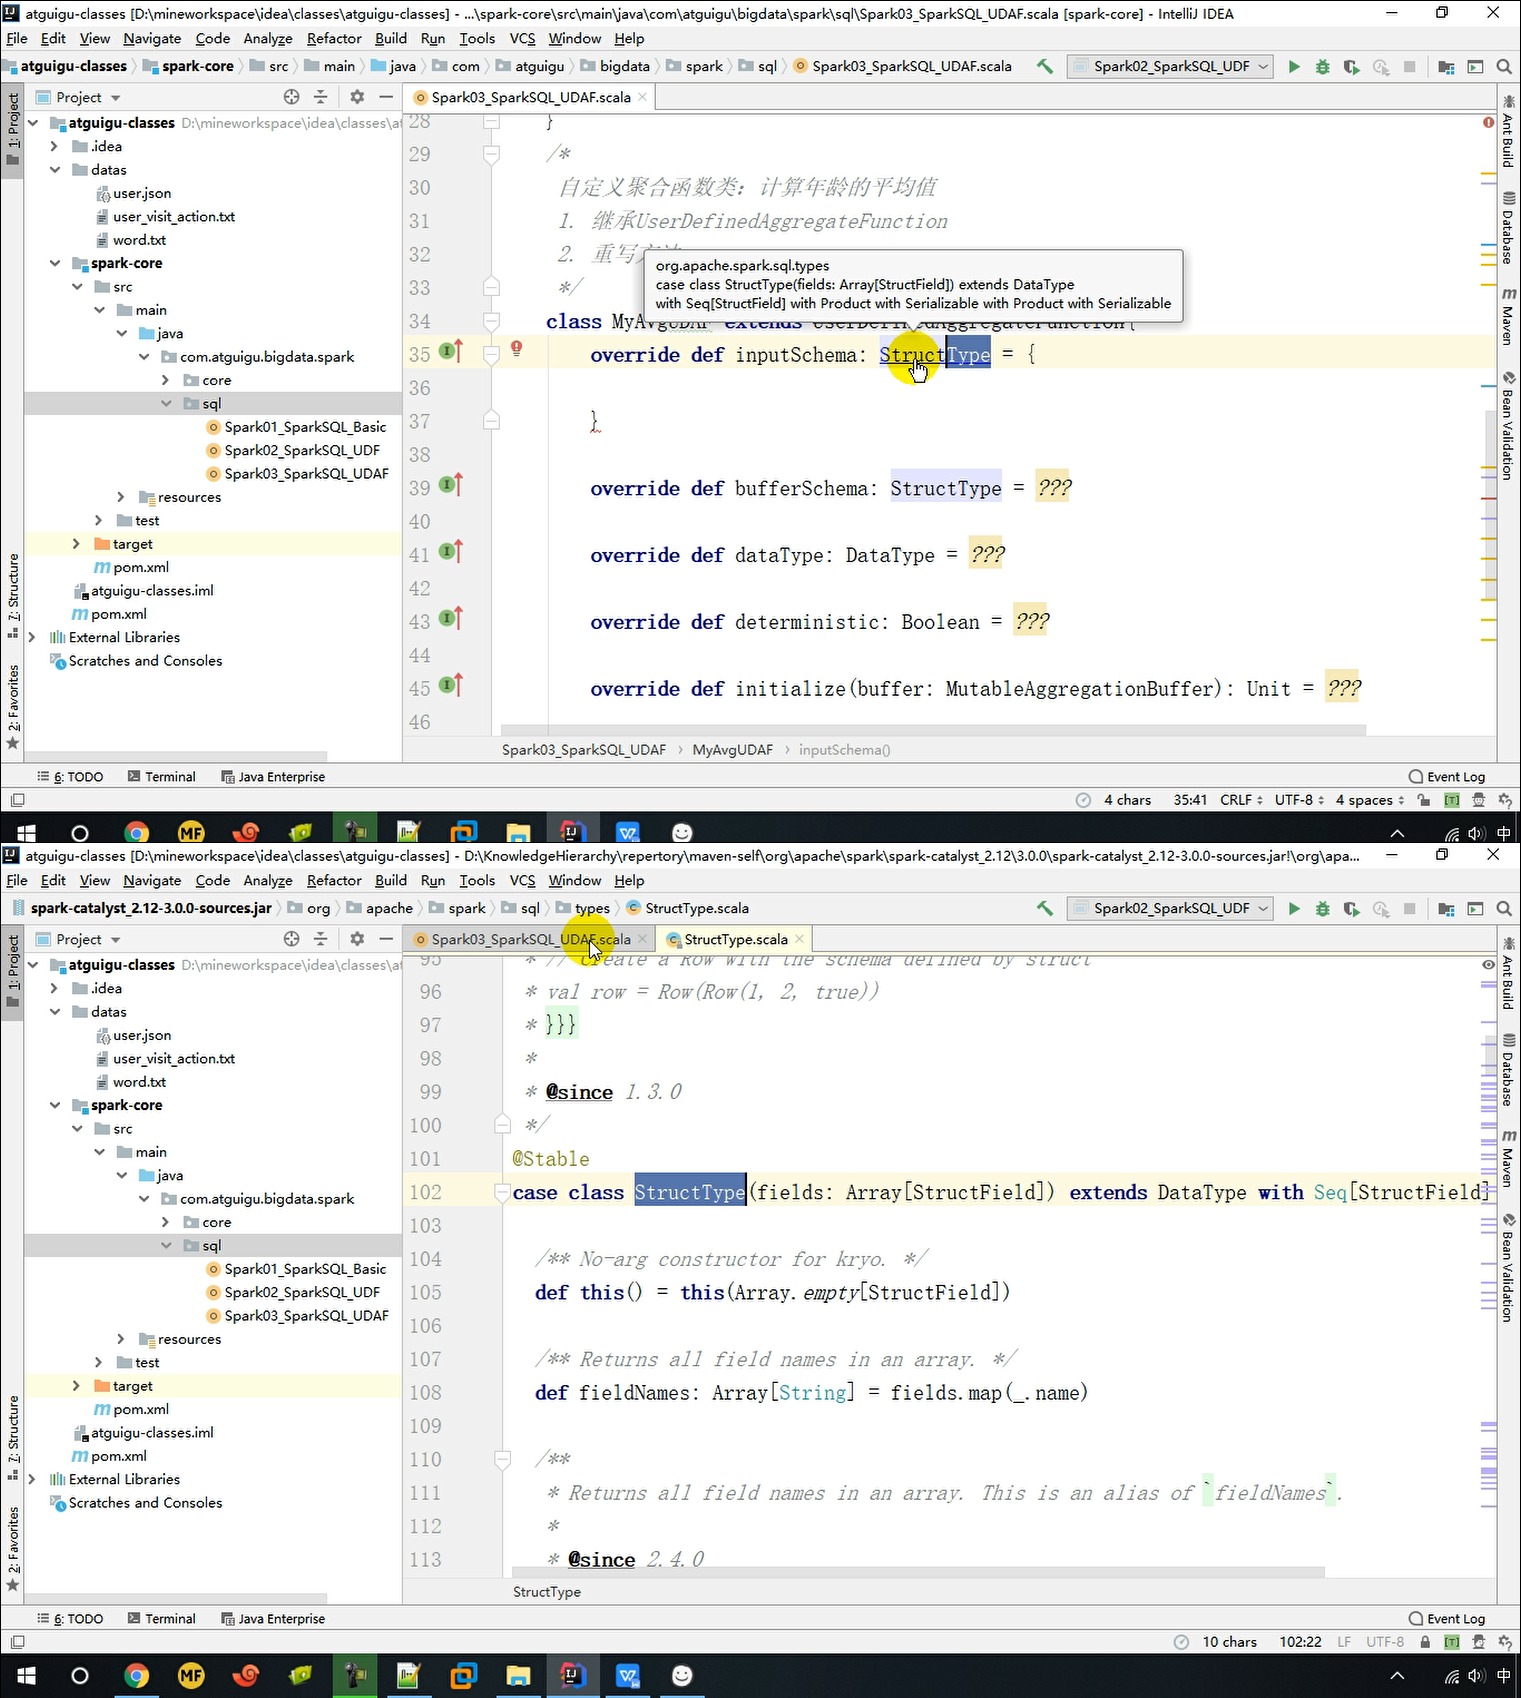 atguigu-classes [D:\mineworkspace\idea\classes\atguigu-classes] - ...\spark-core\src\main\java\com\atguigu\bigdata\spark\sql\Spark03_SparkSQL_UDAF.scala [spark-core] - IntelliJ IDEA
File Edit View Navigate Code Analyze Refactor Build Run Tools VCS Window Help
atguigu-classes spark-core src main java com atguigu bigdata spark sql Spark03_SparkSQL_UDAF.scala Spark02_SparkSQL_UDF
Project
Spark03_SparkSQL_UDAF.scala
1: Project
7: Structure
2: Favorites
atguigu-classes D:\mineworkspace\idea\classes\at
.idea
datas
user.json
user_visit_action.txt
word.txt
spark-core
src
main
java
com.atguigu.bigdata.spark
core
sql
Spark01_SparkSQL_Basic
Spark02_SparkSQL_UDF
Spark03_SparkSQL_UDAF
resources
test
target
pom.xml
atguigu-classes.iml
pom.xml
External Libraries
Scratches and Consoles
28 }
29 /*
30 自定义聚合函数类：计算年龄的平均值
31 1. 继承UserDefinedAggregateFunction
32 2. 重写
33 */
org.apache.spark.sql.types
case class StructType(fields: Array[StructField]) extends DataType
with Seq[StructField] with Product with Serializable with Product with Serializable
34 class MyAvgUDAF extends UserDefinedAggregateFunction{
35 override def inputSchema: StructType = {
36
37 }
38
39 override def bufferSchema: StructType = ???
40
41 override def dataType: DataType = ???
42
43 override def deterministic: Boolean = ???
44
45 override def initialize(buffer: MutableAggregationBuffer): Unit = ???
46
Spark03_SparkSQL_UDAF MyAvgUDAF inputSchema()
Ant Build
Database
Maven
Bean Validation
6: TODO Terminal Java Enterprise Event Log
4 chars 35:41 CRLF UTF-8 4 spaces
MF 中
atguigu-classes [D:\mineworkspace\idea\classes\atguigu-classes] - D:\KnowledgeHierarchy\repertory\maven-self\org\apache\spark\spark-catalyst_2.12\3.0.0\spark-catalyst_2.12-3.0.0-sources.jar!\org\apa...
File Edit View Navigate Code Analyze Refactor Build Run Tools VCS Window Help
spark-catalyst_2.12-3.0.0-sources.jar org apache spark sql types StructType.scala Spark02_SparkSQL_UDF
Project
Spark03_SparkSQL_UDAF.scala StructType.scala
1: Project
7: Structure
2: Favorites
atguigu-classes D:\mineworkspace\idea\classes\at
.idea
datas
user.json
user_visit_action.txt
word.txt
spark-core
src
main
java
com.atguigu.bigdata.spark
core
sql
Spark01_SparkSQL_Basic
Spark02_SparkSQL_UDF
Spark03_SparkSQL_UDAF
resources
test
target
pom.xml
atguigu-classes.iml
pom.xml
External Libraries
Scratches and Consoles
95 * // Create a Row with the schema defined by struct
96 * val row = Row(Row(1, 2, true))
97 * }}}
98 *
99 * @since 1.3.0
100 */
101 @Stable
102 case class StructType(fields: Array[StructField]) extends DataType with Seq[StructField]
103
104 /** No-arg constructor for kryo. */
105 def this() = this(Array.empty[StructField])
106
107 /** Returns all field names in an array. */
108 def fieldNames: Array[String] = fields.map(_.name)
109
110 /**
111 * Returns all field names in an array. This is an alias of `fieldNames`.
112 *
113 * @since 2.4.0
StructType
Ant Build
Database
Maven
Bean Validation
6: TODO Terminal Java Enterprise Event Log
10 chars 102:22 LF UTF-8
MF 中